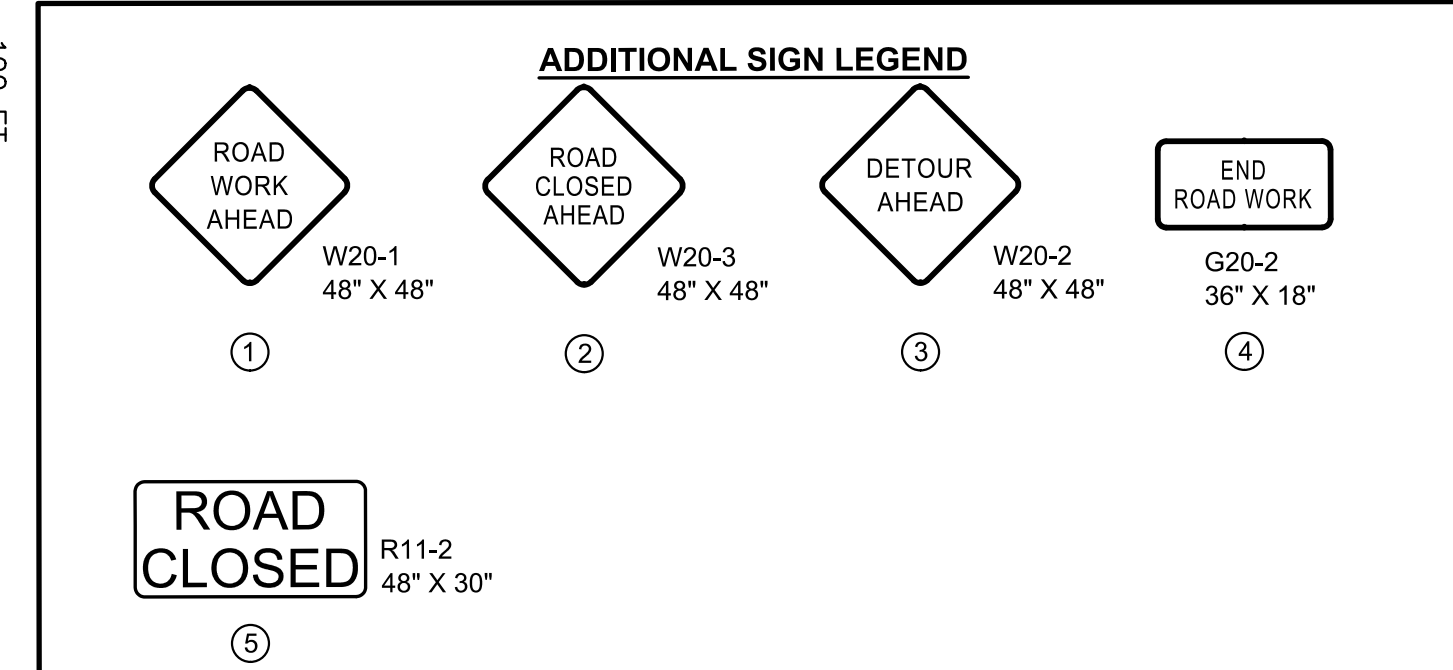 ADDITIONAL SIGN LEGEND
ROAD
WORK
AHEAD
W20-1
48" X 48"
1
ROAD
CLOSED
AHEAD
W20-3
48" X 48"
2
DETOUR
AHEAD
W20-2
48" X 48"
3
END
ROAD WORK
G20-2
36" X 18"
4
ROAD
CLOSED
R11-2
48" X 30"
5
FT